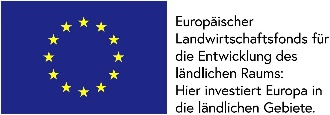 Europäischer
Landwirtschaftsfonds für
die Entwicklung des
ländlichen Raums:
Hier investiert Europa in
die ländlichen Gebiete.